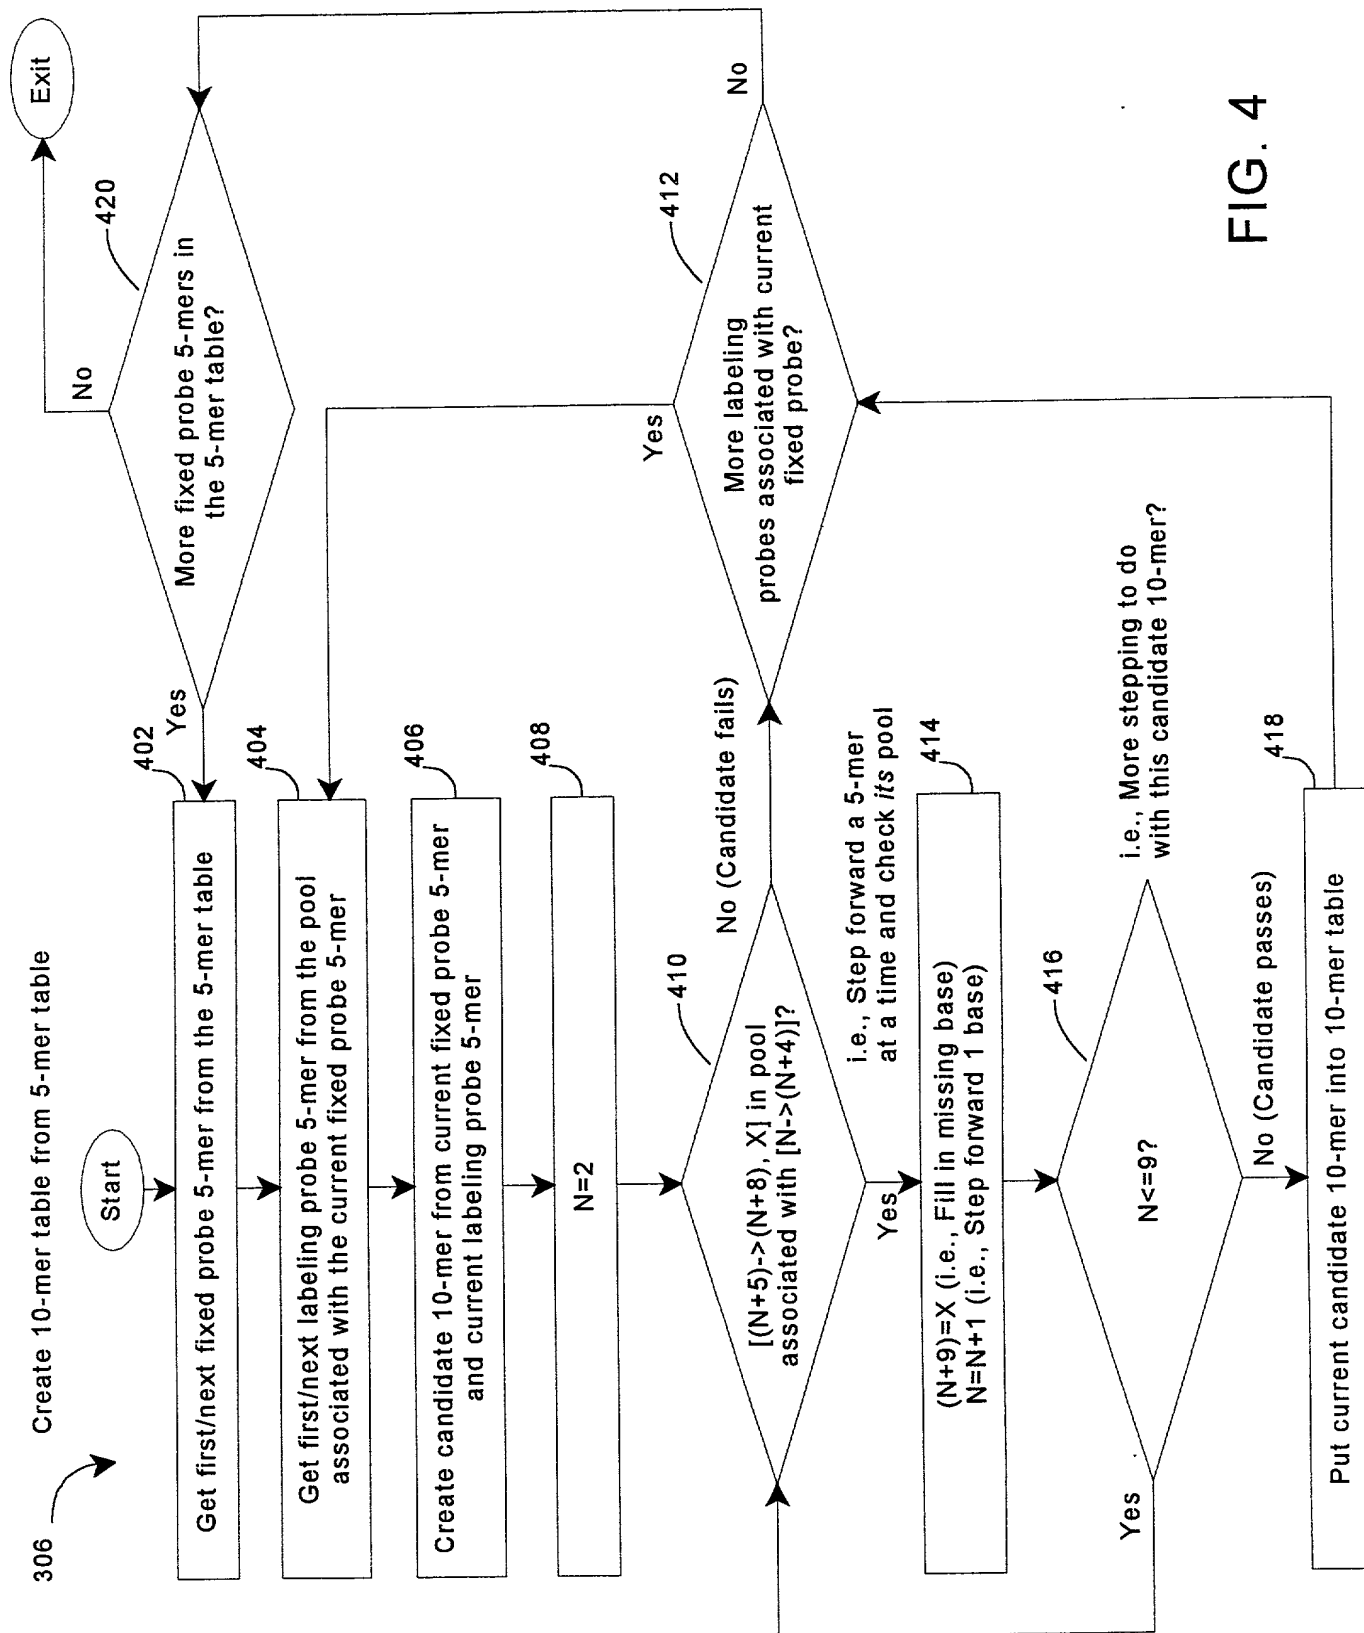 306
Create 10-mer table from 5-mer table
Start
402
Get first/next fixed probe 5-mer from the 5-mer table
404
Get first/next labeling probe 5-mer from the pool
associated with the current fixed probe 5-mer
406
Create candidate 10-mer from current fixed probe 5-mer
and current labeling probe 5-mer
408
N=2
410
[(N+5)->(N+8), X] in pool
associated with [N->(N+4)]?
No (Candidate fails)
Yes
i.e., Step forward a 5-mer
at a time and check its pool
414
(N+9)=X (i.e., Fill in missing base)
N=N+1 (i.e., Step forward 1 base)
416
N<=9?
i.e., More stepping to do
with this candidate 10-mer?
Yes
No (Candidate passes)
418
Put current candidate 10-mer into 10-mer table
412
More labeling
probes associated with current
fixed probe?
Yes
No
420
More fixed probe 5-mers in
the 5-mer table?
Yes
No
Exit
FIG. 4